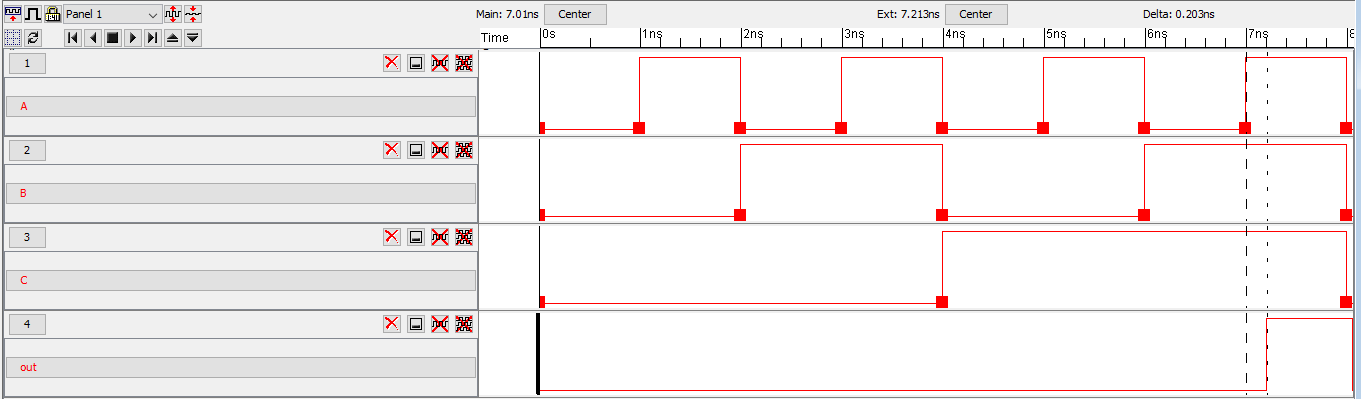 Panel 1 Main: 7.01ns Center Ext: 7.213ns Center Delta: 0.203ns
Time 0s 1ns 2ns 3ns 4ns 5ns 6ns 7ns 8
1
A
2
B
3
C
4
out